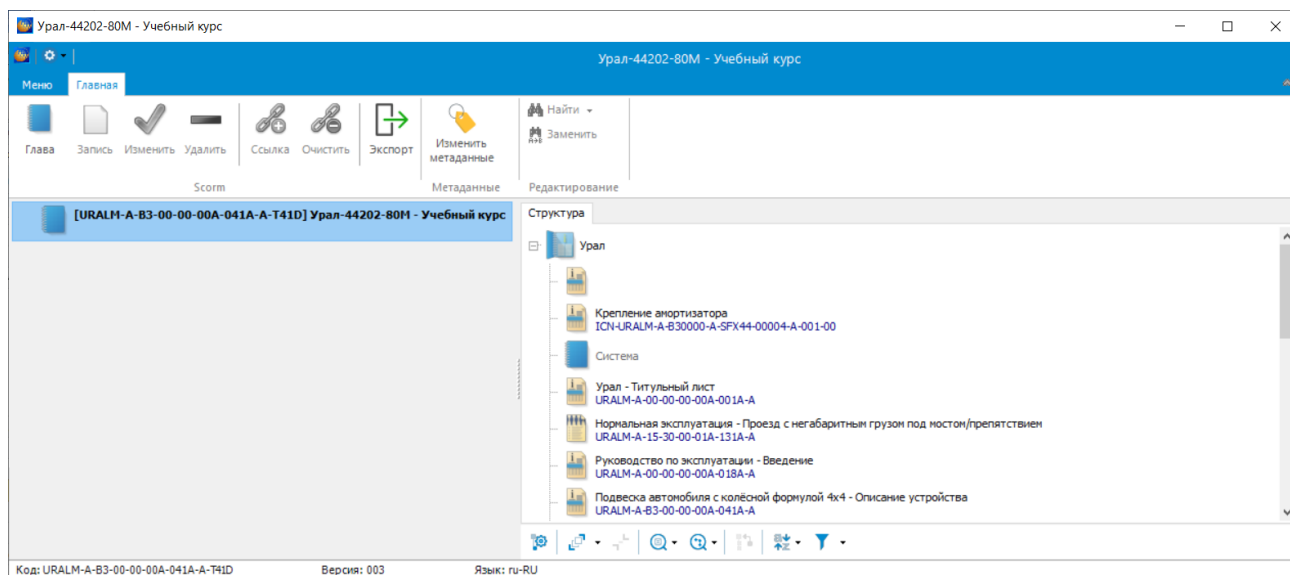 Урал-44202-80М - Учебный курс
Урал-44202-80М - Учебный курс
Меню Главная
Глава Запись Изменить Удалить Ссылка Очистить Экспорт Изменить метаданные
Найти
Заменить
Scorm Метаданные Редактирование
[URALM-A-B3-00-00-00A-041A-A-T41D] Урал-44202-80М - Учебный курс
Структура
Урал
Крепление амортизатора
ICN-URALM-A-B30000-A-SFX44-00004-A-001-00
Система
Урал - Титульный лист
URALM-A-00-00-00-00A-001A-A
Нормальная эксплуатация - Проезд с негабаритным грузом под мостом/препятствием
URALM-A-15-30-00-01A-131A-A
Руководство по эксплуатации - Введение
URALM-A-00-00-00-00A-018A-A
Подвеска автомобиля с колёсной формулой 4x4 - Описание устройства
URALM-A-B3-00-00-00A-041A-A
Код: URALM-A-B3-00-00-00A-041A-A-T41D Версия: 003 Язык: ru-RU